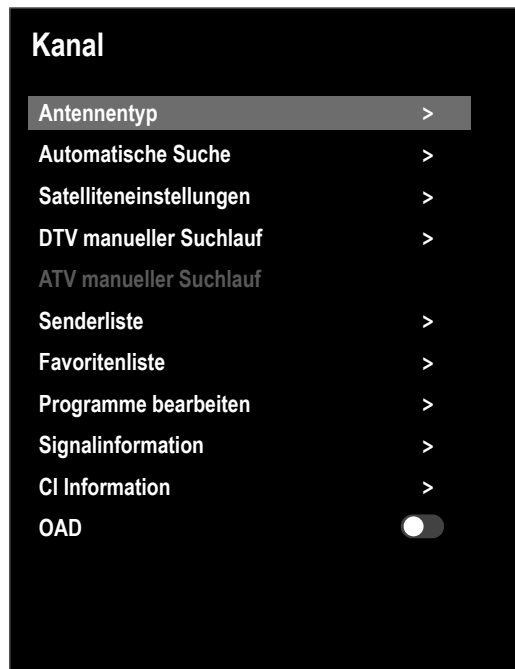 Kanal
Antennentyp >
Automatische Suche >
Satelliteneinstellungen >
DTV manueller Suchlauf >
ATV manueller Suchlauf
Senderliste >
Favoritenliste >
Programme bearbeiten >
Signalinformation >
CI Information >
OAD